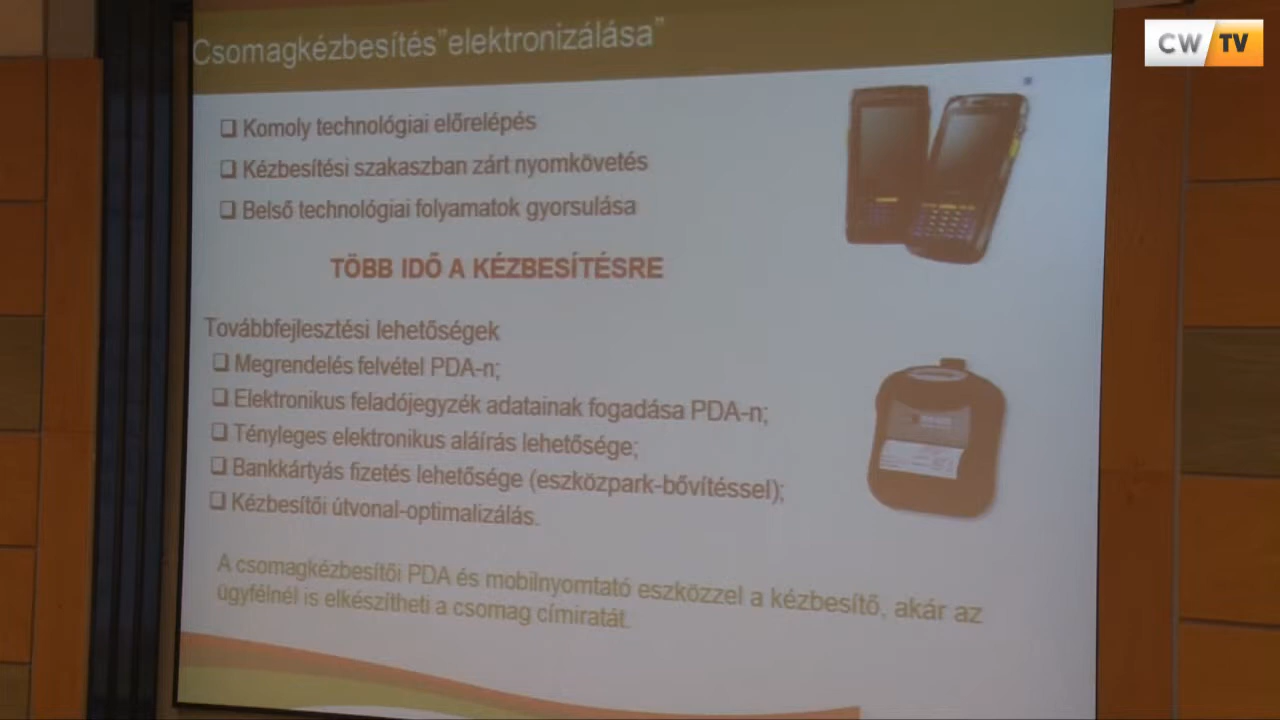 CW TV
Csomagkézbesítés"elektronizálása"
❑ Komoly technológiai előrelépés
❑ Kézbesítési szakaszban zárt nyomkövetés
❑ Belső technológiai folyamatok gyorsulása
TÖBB IDŐ A KÉZBESÍTÉSRE
Továbbfejlesztési lehetőségek
❑ Megrendelés felvétel PDA-n;
❑ Elektronikus feladójegyzék adatainak fogadása PDA-n;
❑ Tényleges elektronikus aláírás lehetősége;
❑ Bankkártyás fizetés lehetősége (eszközpark-bővítéssel);
❑ Kézbesítői útvonal-optimalizálás.
A csomagkézbesítői PDA és mobilnyomtató eszközzel a kézbesítő, akár az
ügyfélnél is elkészítheti a csomag címiratát.